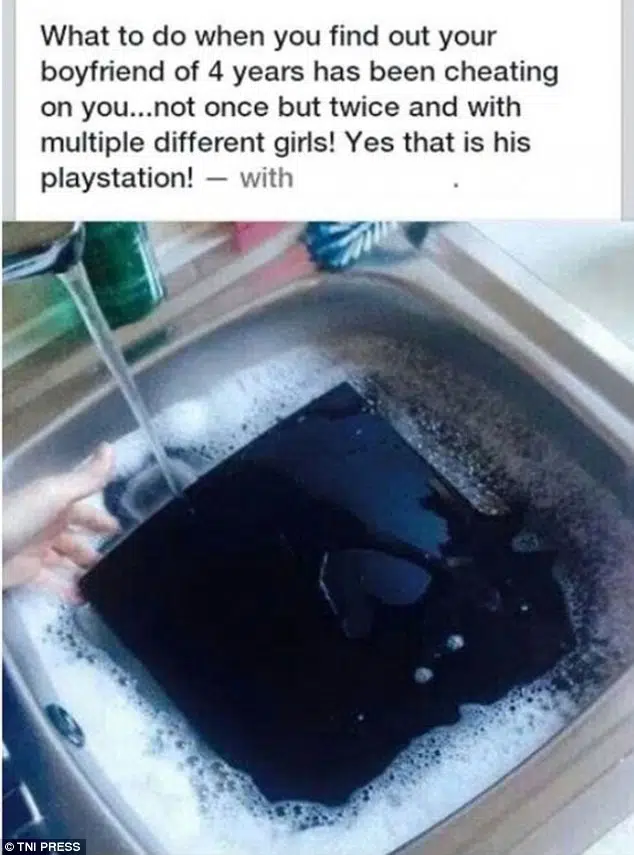 What to do when you find out your
boyfriend of 4 years has been cheating
on you...not once but twice and with
multiple different girls! Yes that is his
playstation! — with .
© TNI PRESS